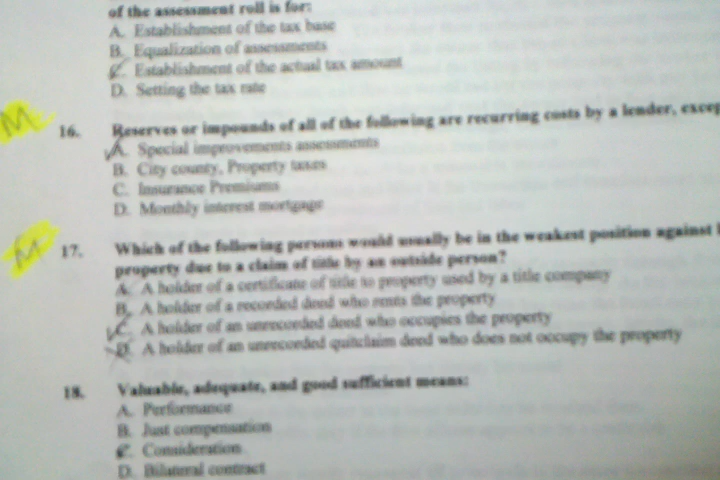 of the assessment roll is for:
A. Establishment of the tax base
B. Equalization of assessments
C. Establishment of the actual tax amount
D. Setting the tax rate
M
16. Reserves or impounds of all of the following are recurring costs by a lender, excep
A. Special improvements assessments
B. City county, Property taxes
C. Insurance Premiums
D. Monthly interest mortgage
M
17. Which of the following persons would usually be in the weakest position against
property due to a claim of title by an outside person?
A. A holder of a certificate of title to property used by a title company
B. A holder of a recorded deed who rents the property
C. A holder of an unrecorded deed who occupies the property
D. A holder of an unrecorded quitclaim deed who does not occupy the property
18. Valuable, adequate, and good sufficient means:
A. Performance
B. Just compensation
C. Consideration
D. Bilateral contract